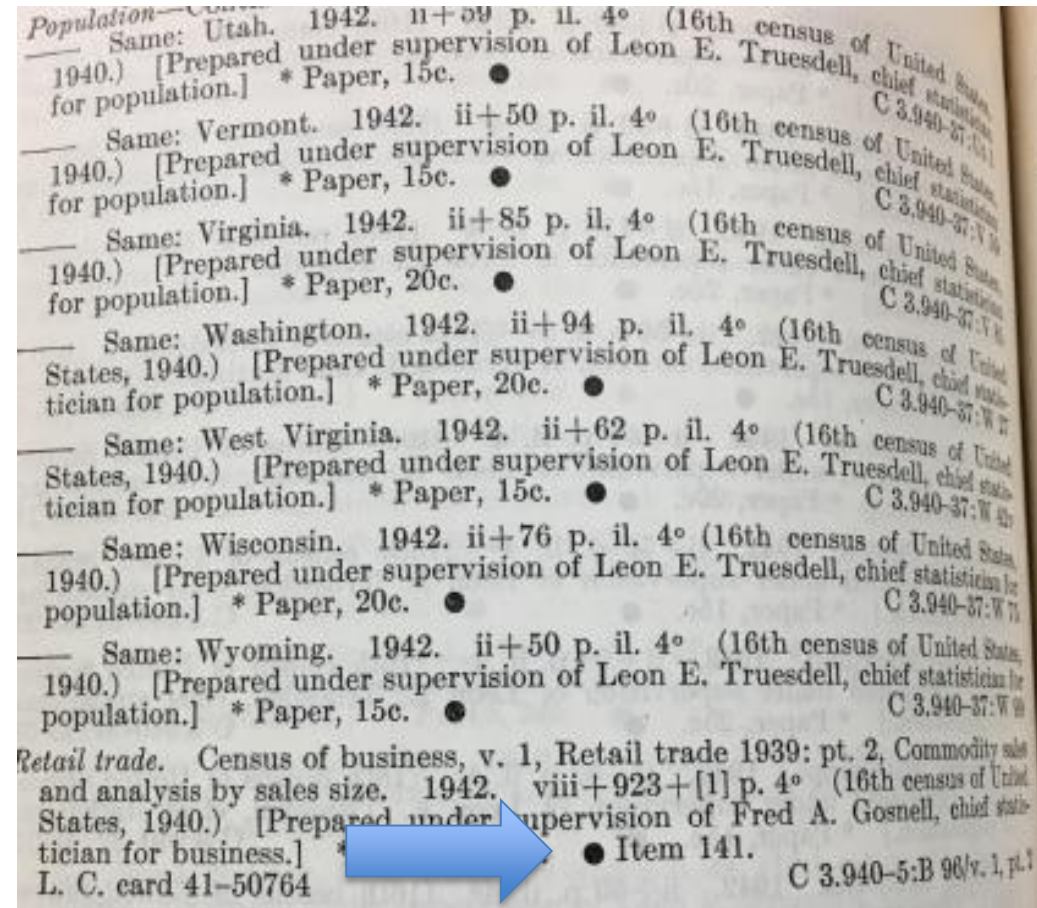 Population—
—— Same: Utah. 1942. ii+59 p. il. 4° (16th census of United States,
1940.) [Prepared under supervision of Leon E. Truesdell, chief statistician
for population.] * Paper, 15c. ●
C 3.940-37:
—— Same: Vermont. 1942. ii+50 p. il. 4° (16th census of United States,
1940.) [Prepared under supervision of Leon E. Truesdell, chief statistician
for population.] * Paper, 15c. ●
C 3.940-37:V
—— Same: Virginia. 1942. ii+85 p. il. 4° (16th census of United States,
1940.) [Prepared under supervision of Leon E. Truesdell, chief statistician
for population.] * Paper, 20c. ●
C 3.940-37:V
—— Same: Washington. 1942. ii+94 p. il. 4° (16th census of United
States, 1940.) [Prepared under supervision of Leon E. Truesdell, chief statis-
tician for population.] * Paper, 20c. ●
C 3.940-37:W
—— Same: West Virginia. 1942. ii+62 p. il. 4° (16th census of United
States, 1940.) [Prepared under supervision of Leon E. Truesdell, chief statis-
tician for population.] * Paper, 15c. ●
C 3.940-37:W
—— Same: Wisconsin. 1942. ii+76 p. il. 4° (16th census of United States,
1940.) [Prepared under supervision of Leon E. Truesdell, chief statistician for
population.] * Paper, 20c. ●
C 3.940-37:W
—— Same: Wyoming. 1942. ii+50 p. il. 4° (16th census of United States,
1940.) [Prepared under supervision of Leon E. Truesdell, chief statistician for
population.] * Paper, 15c. ●
C 3.940-37:W
Retail trade. Census of business, v. 1, Retail trade 1939: pt. 2, Commodity sales
and analysis by sales size. 1942. viii+923+[1] p. 4° (16th census of United
States, 1940.) [Prepared under supervision of Fred A. Gosnell, chief statis-
tician for business.] * ● Item 141.
L. C. card 41-50764
C 3.940-5:B 96/v. 1, pt. 2